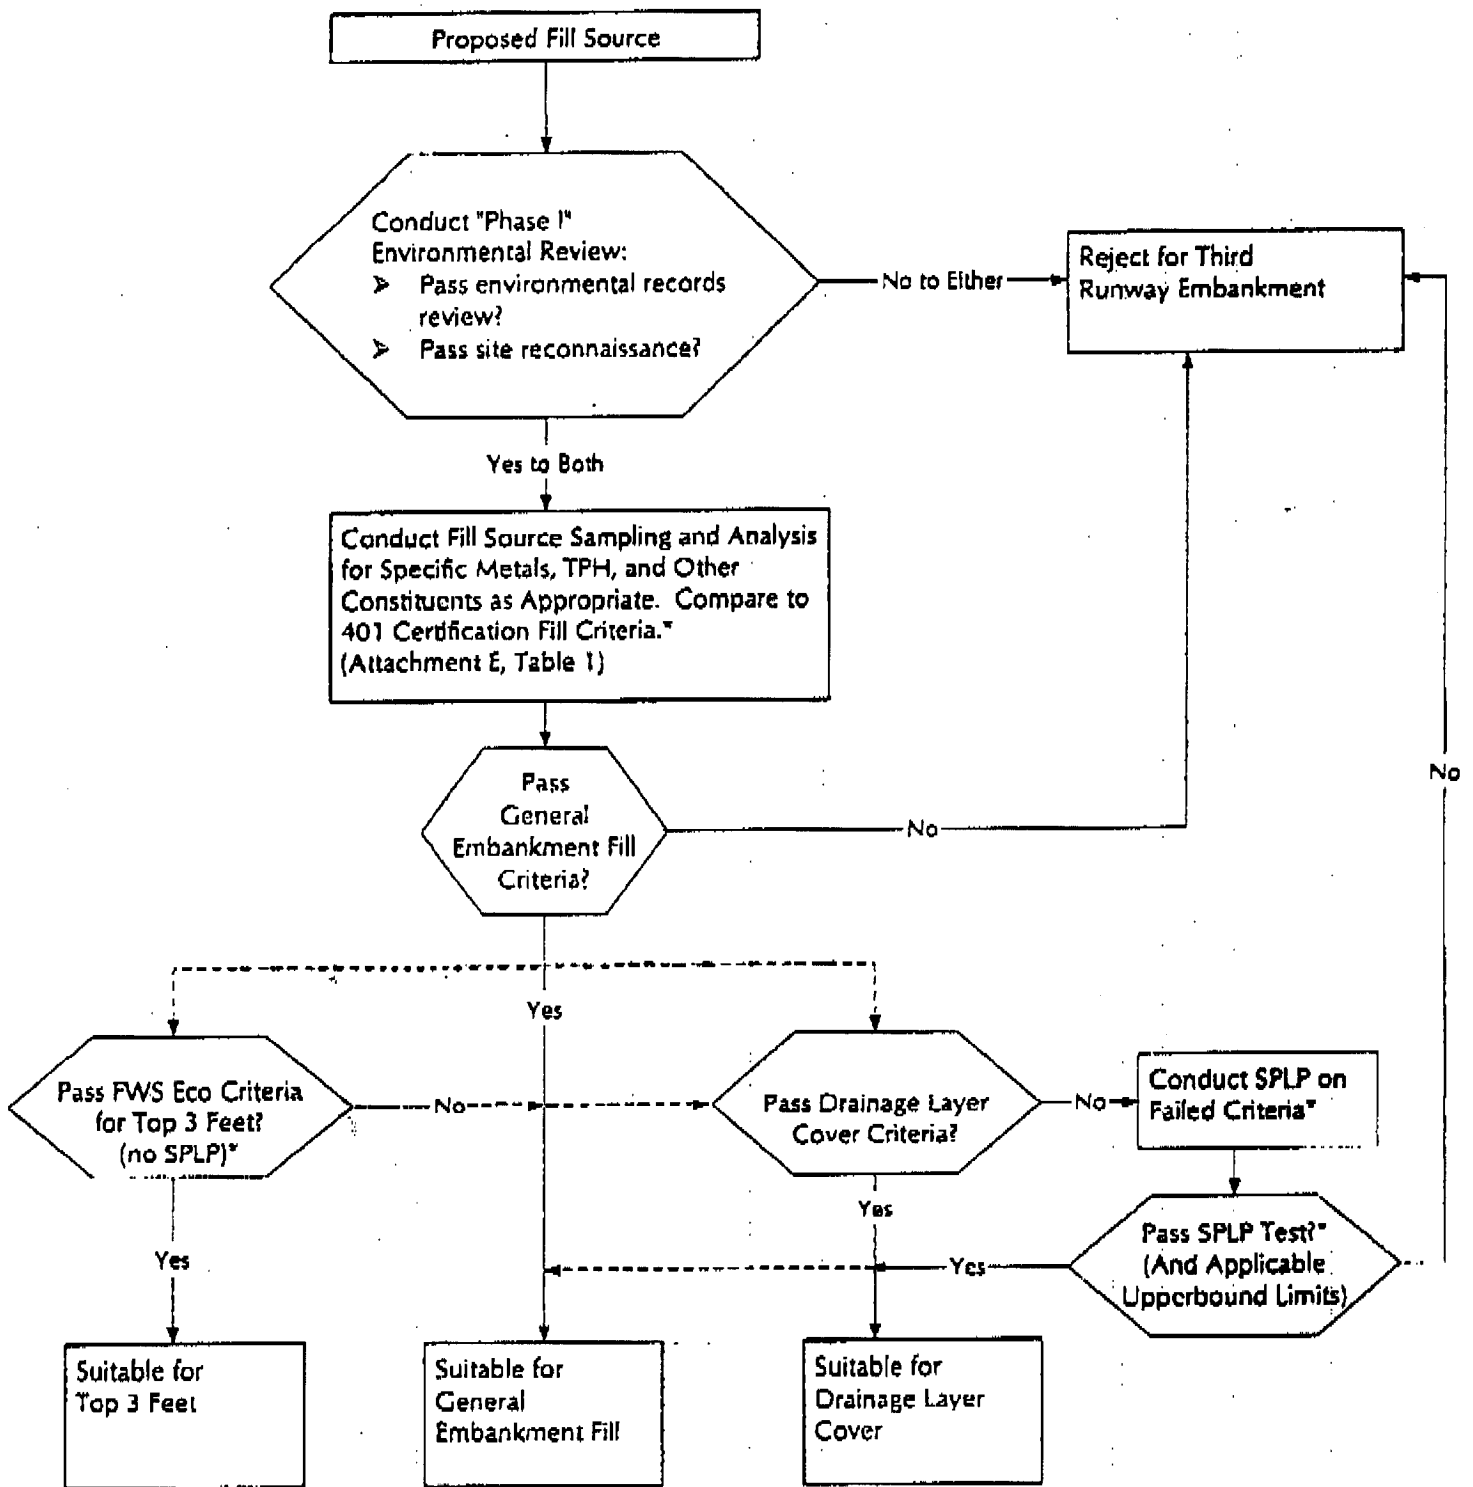 Proposed Fill Source
Conduct "Phase I"
Environmental Review:
➢ Pass environmental records
review?
➢ Pass site reconnaissance?
No to Either
Reject for Third
Runway Embankment
Yes to Both
Conduct Fill Source Sampling and Analysis
for Specific Metals, TPH, and Other
Constituents as Appropriate. Compare to
401 Certification Fill Criteria.*
(Attachment E, Table 1)
Pass
General
Embankment Fill
Criteria?
No
No
Yes
Pass FWS Eco Criteria
for Top 3 Feet?
(no SPLP)*
No
Pass Drainage Layer
Cover Criteria?
No
Conduct SPLP on
Failed Criteria*
Yes
Pass SPLP Test?*
(And Applicable
Upperbound Limits)
Yes
Yes
Suitable for
Top 3 Feet
Suitable for
General
Embankment Fill
Suitable for
Drainage Layer
Cover